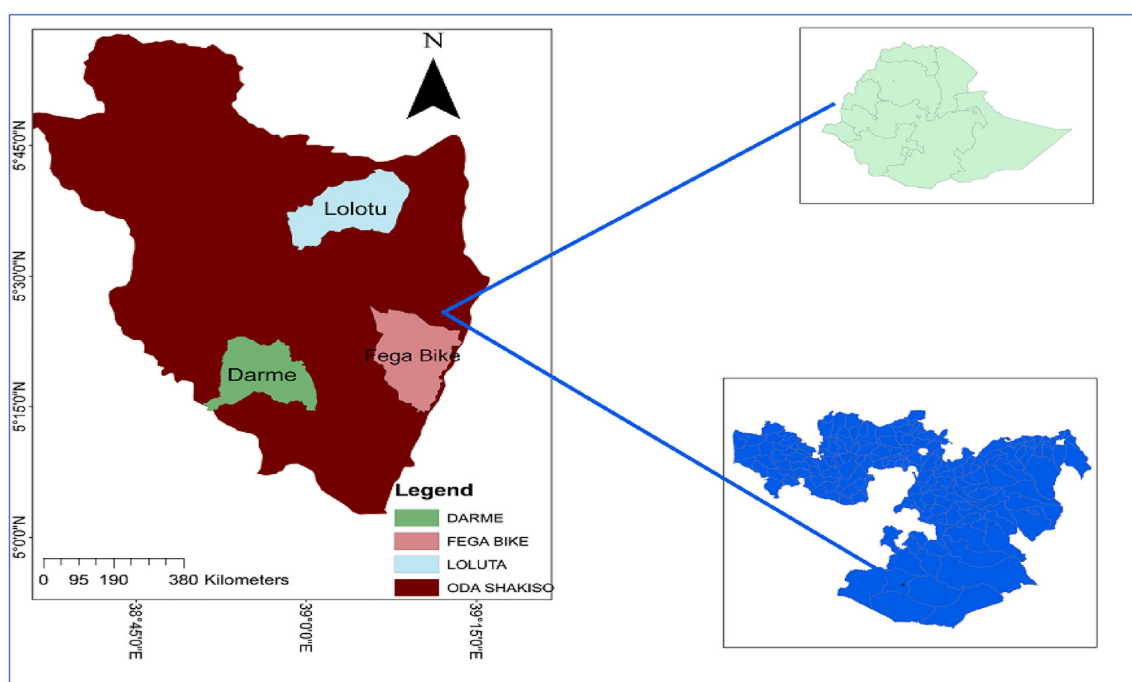 N
5°45'0"N
5°30'0"N
5°15'0"N
5°0'0"N
Lolotu
Fega Bike
Darme
Legend
DARME
FEGA BIKE
LOLUTA
ODA SHAKISO
0 95 190 380 Kilometers
38°45'0"E
39°0'0"E
39°15'0"E